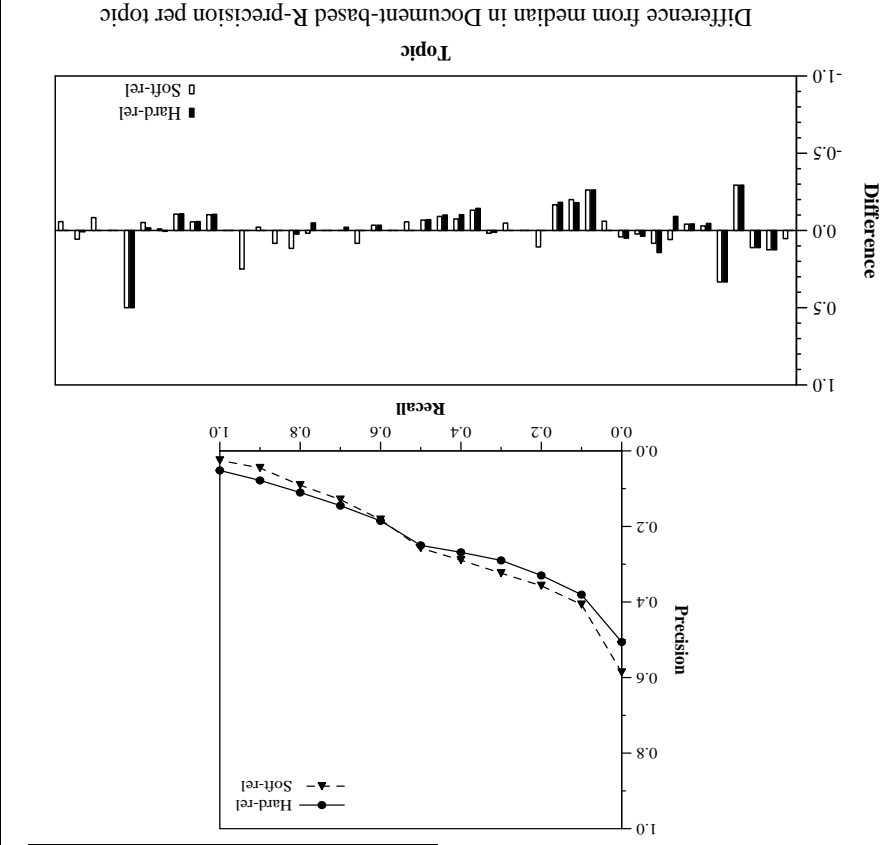 1.0
Hard-rel
Soft-rel
0.8
0.6
Precision
0.4
0.2
0.0
0.0 0.2 0.4 0.6 0.8 1.0
Recall
1.0
0.5
Difference
0.0
-0.5
Hard-rel
Soft-rel
-1.0
Topic
Difference from median in Document-based R-precision per topic